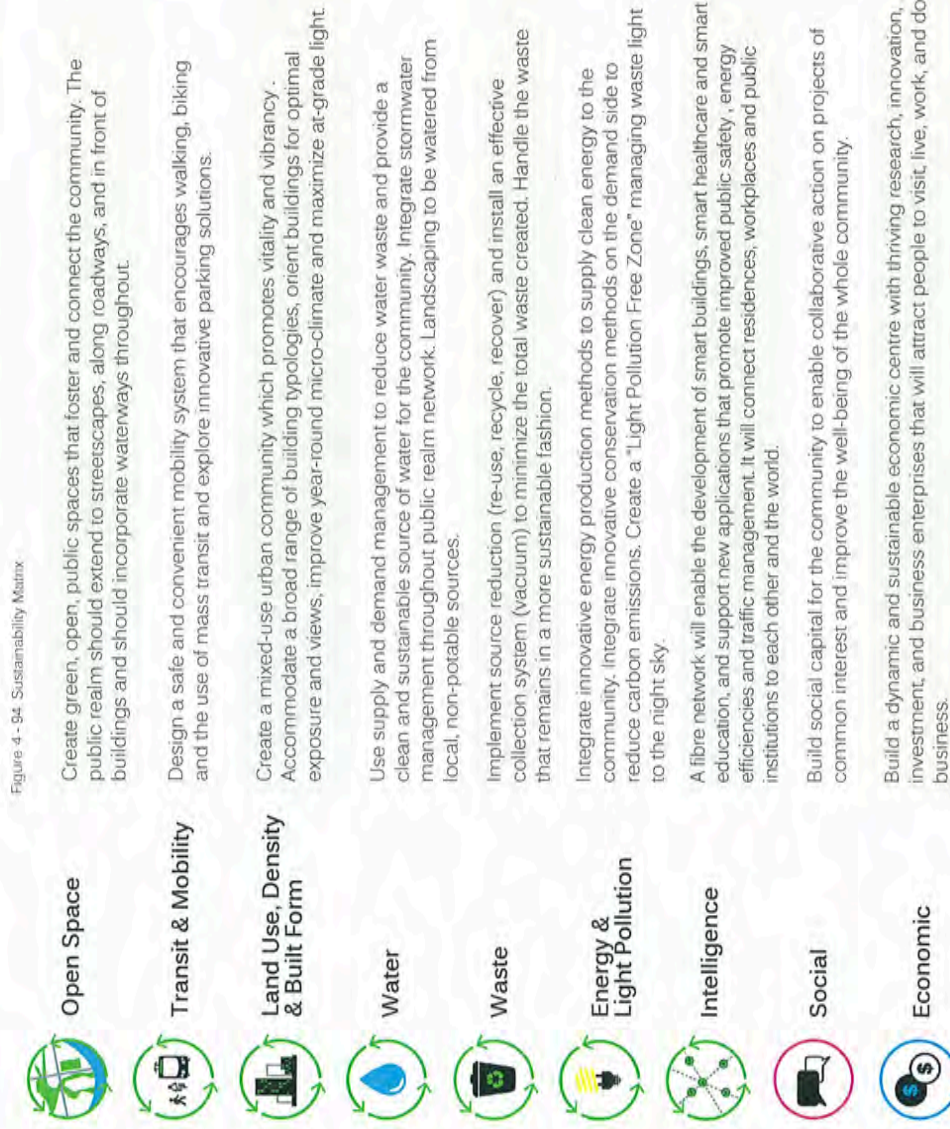 Figure 4 - 94 Sustainability Matrix
Open Space
Create green, open, public spaces that foster and connect the community. The
public realm should extend to streetscapes, along roadways, and in front of
buildings and should incorporate waterways throughout.
Transit & Mobility
Design a safe and convenient mobility system that encourages walking, biking
and the use of mass transit and explore innovative parking solutions.
Land Use, Density
& Built Form
Create a mixed-use urban community which promotes vitality and vibrancy .
Accommodate a broad range of building typologies, orient buildings for optimal
exposure and views, improve year-round micro-climate and maximize at-grade light.
Water
Use supply and demand management to reduce water waste and provide a
clean and sustainable source of water for the community. Integrate stormwater
management throughout public realm network. Landscaping to be watered from
local, non-potable sources.
Waste
Implement source reduction (re-use, recycle, recover) and install an effective
collection system (vacuum) to minimize the total waste created. Handle the waste
that remains in a more sustainable fashion.
Energy &
Light Pollution
Integrate innovative energy production methods to supply clean energy to the
community. Integrate innovative conservation methods on the demand side to
reduce carbon emissions. Create a "Light Pollution Free Zone" managing waste light
to the night sky.
Intelligence
A fibre network will enable the development of smart buildings, smart healthcare and smart
education, and support new applications that promote improved public safety , energy
efficiencies and traffic management. It will connect residences, workplaces and public
institutions to each other and the world.
Social
Build social capital for the community to enable collaborative action on projects of
common interest and improve the well-being of the whole community.
Economic
$ $
Build a dynamic and sustainable economic centre with thriving research, innovation,
investment, and business enterprises that will attract people to visit, live, work, and do
business.